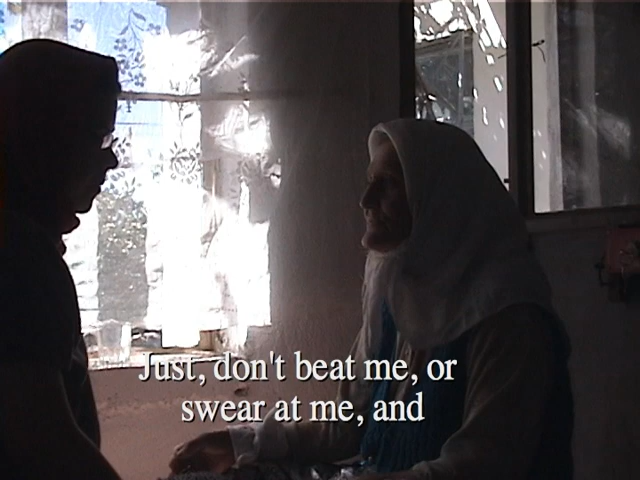 Just, don't beat me, or
swear at me, and